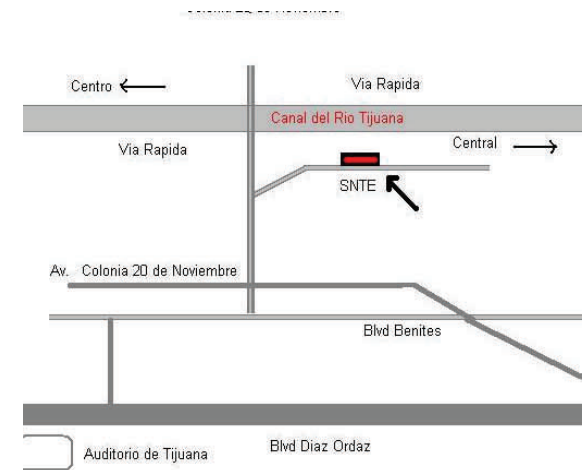 Centro
Via Rapida
Canal del Rio Tijuana
Via Rapida
Central
SNTE
Av. Colonia 20 de Noviembre
Blvd Benites
Auditorio de Tijuana
Blvd Diaz Ordaz